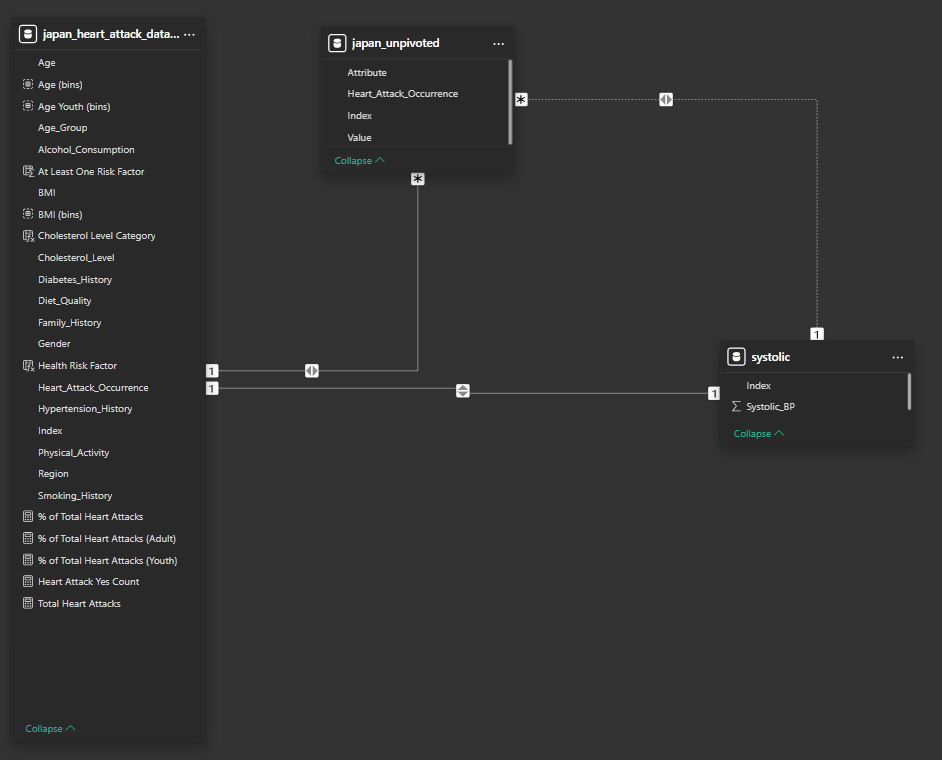 japan_heart_attack_data...
Age
Age (bins)
Age Youth (bins)
Age_Group
Alcohol_Consumption
At Least One Risk Factor
BMI
BMI (bins)
Cholesterol Level Category
Cholesterol_Level
Diabetes_History
Diet_Quality
Family_History
Gender
Health Risk Factor
Heart_Attack_Occurrence
Hypertension_History
Index
Physical_Activity
Region
Smoking_History
% of Total Heart Attacks
% of Total Heart Attacks (Adult)
% of Total Heart Attacks (Youth)
Heart Attack Yes Count
Total Heart Attacks
Collapse
japan_unpivoted
Attribute
Heart_Attack_Occurrence
Index
Value
Collapse
*
*
1
1
1
1
systolic
Index
Σ Systolic_BP
Collapse